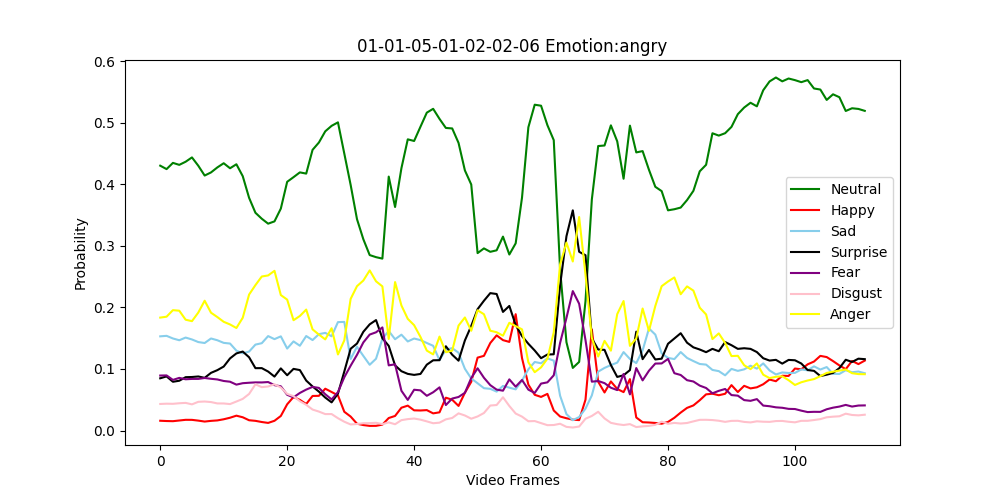 01-01-05-01-02-02-06 Emotion:angry
Probability
0.6
0.5
0.4
0.3
0.2
0.1
0.0
0 20 40 60 80 100
Video Frames
Neutral
Happy
Sad
Surprise
Fear
Disgust
Anger